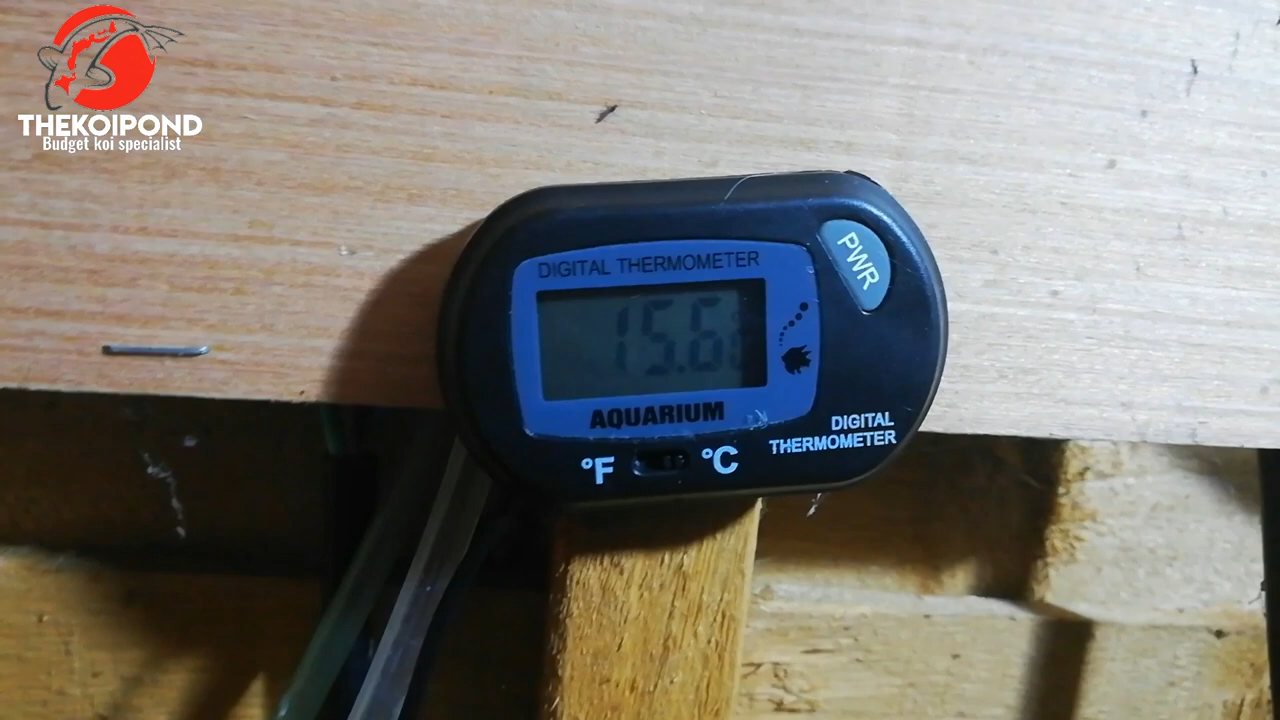 THEKOIPOND
Budget koi specialist
DIGITAL THERMOMETER
PWR
15.6
AQUARIUM
°F °C
DIGITAL
THERMOMETER